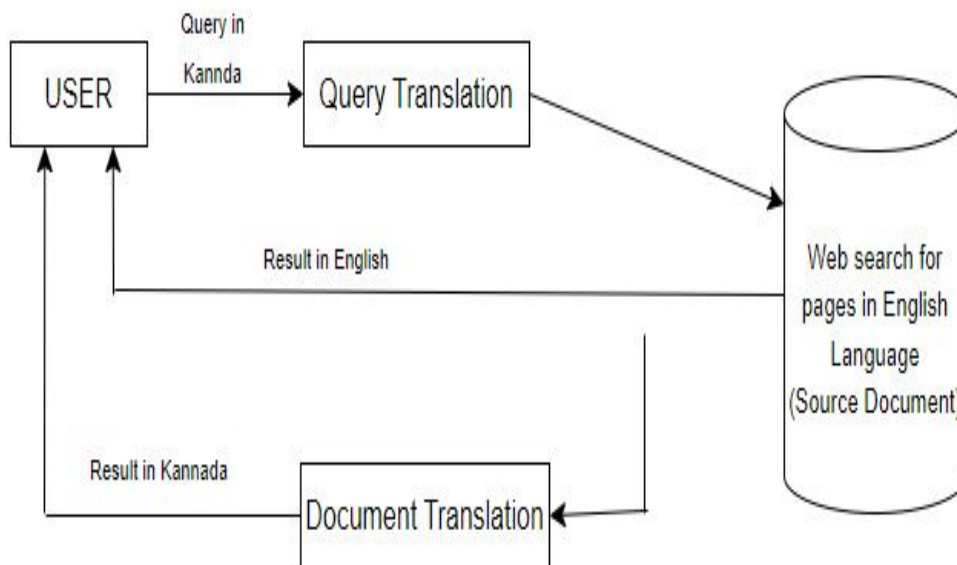 Query in
Kannda
USER
Query Translation
Result in English
Web search for
pages in English
Language
(Source Document)
Result in Kannada
Document Translation